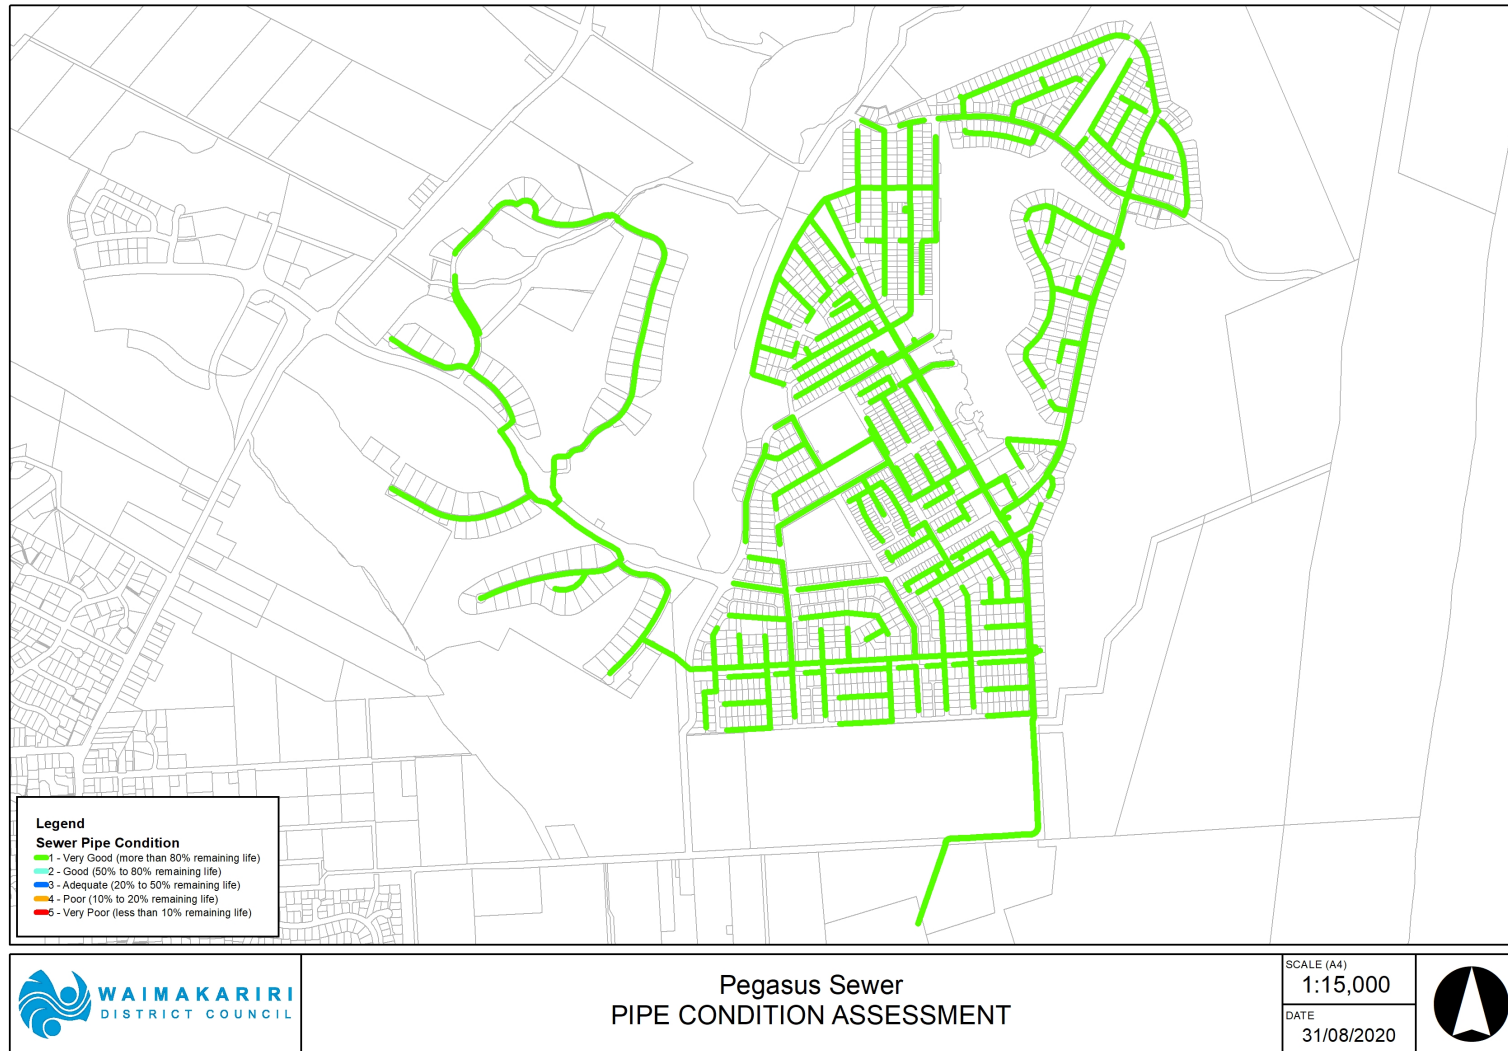 Legend
Sewer Pipe Condition
1 - Very Good (more than 80% remaining life)
2 - Good (50% to 80% remaining life)
3 - Adequate (20% to 50% remaining life)
4 - Poor (10% to 20% remaining life)
5 - Very Poor (less than 10% remaining life)
WAIMAKARIRI
DISTRICT COUNCIL
Pegasus Sewer
PIPE CONDITION ASSESSMENT
SCALE (A4)
1:15,000
DATE
31/08/2020